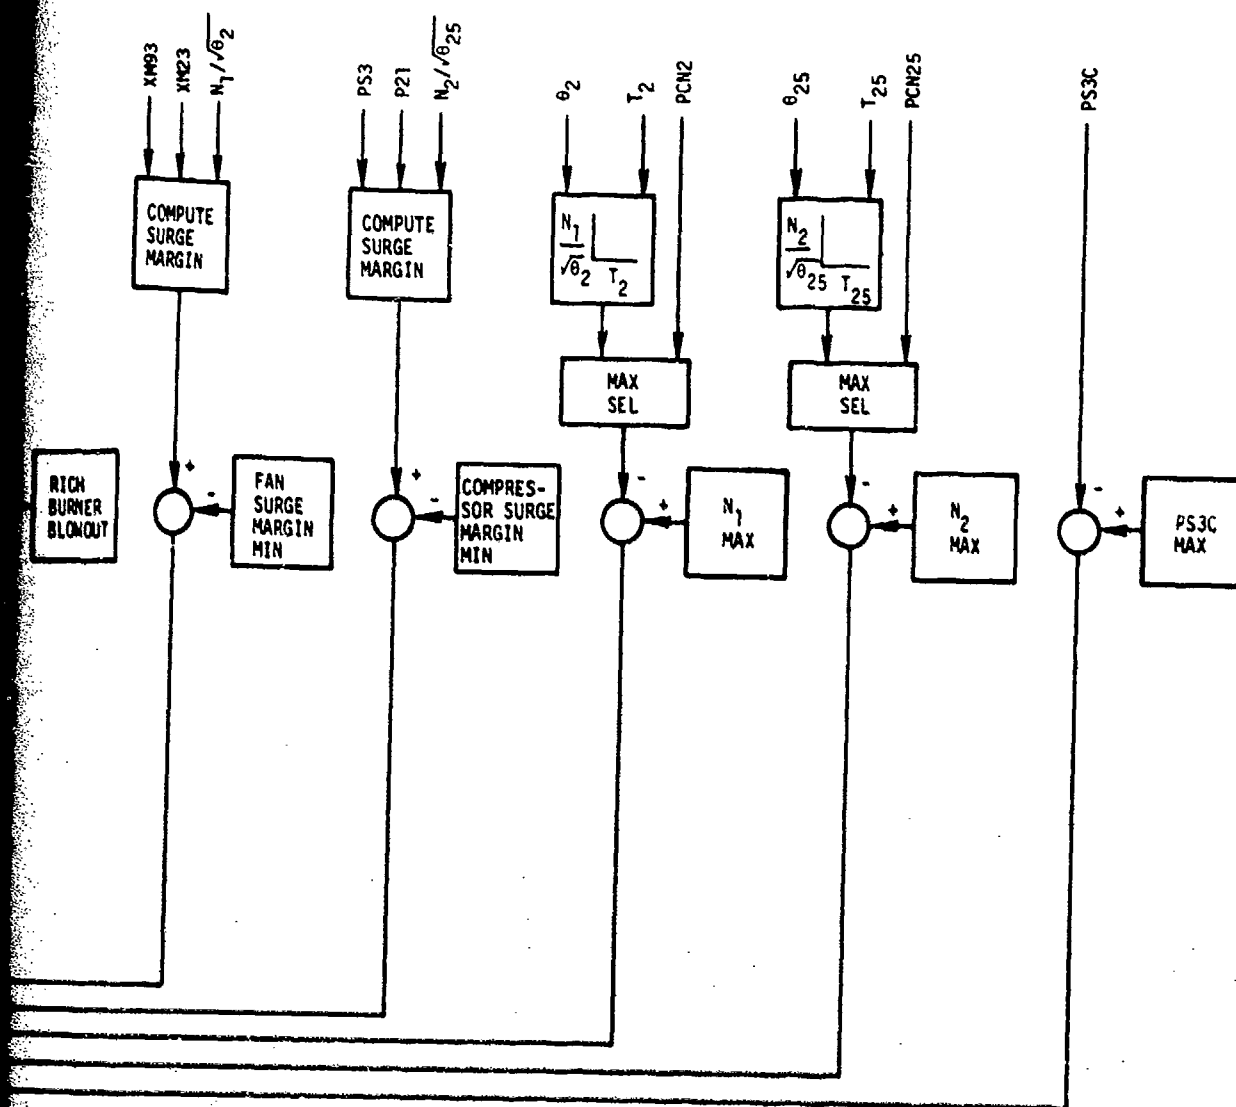 XM93
XM23
N1/√θ2
PS3
P21
N2/√θ25
θ2
T2
PCN2
θ25
T25
PCN25
PS3C
COMPUTE
SURGE
MARGIN
COMPUTE
SURGE
MARGIN
N1
√θ2
T2
N2
√θ25
T25
MAX
SEL
MAX
SEL
RICH
BURNER
BLOWOUT
+
-
FAN
SURGE
MARGIN
MIN
+
-
COMPRES-
SOR SURGE
MARGIN
MIN
-
+
N1
MAX
-
+
N2
MAX
-
+
PS3C
MAX